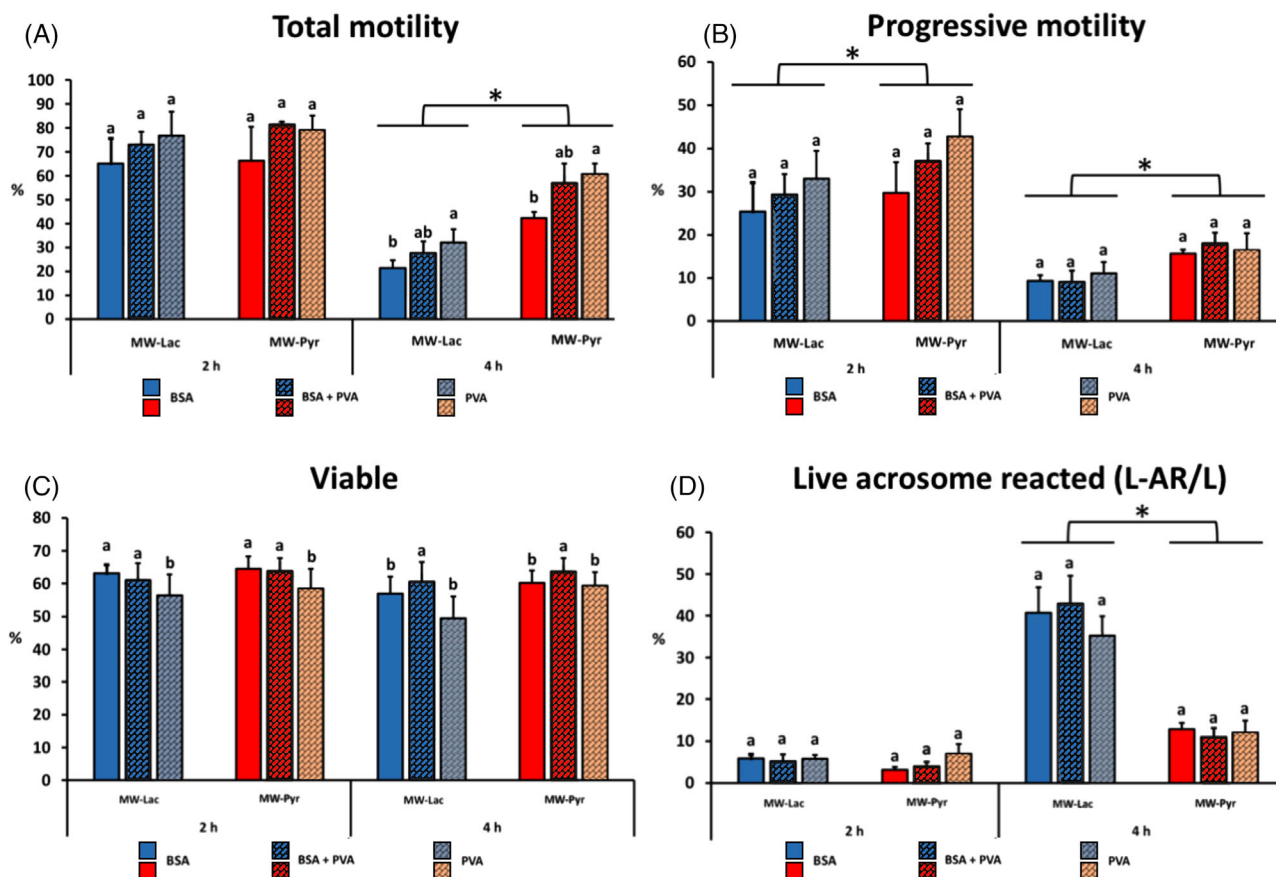 (A)
Total motility
100
90
80
70
60
50
40
30
20
10
0
%
a a a a a a b ab a b ab a
*
MW-Lac MW-Pyr MW-Lac MW-Pyr
2 h 4 h
BSA BSA + PVA PVA
(B)
Progressive motility
60
50
40
30
20
10
0
%
* *
a a a a a a a a a a a a
MW-Lac MW-Pyr MW-Lac MW-Pyr
2 h 4 h
BSA BSA + PVA PVA
(C)
Viable
80
70
60
50
40
30
20
10
0
%
a a b a a b b a b b a b
MW-Lac MW-Pyr MW-Lac MW-Pyr
2 h 4 h
BSA BSA + PVA PVA
(D)
Live acrosome reacted (L-AR/L)
60
50
40
30
20
10
0
%
*
a a a a a a a a a a a a
MW-Lac MW-Pyr MW-Lac MW-Pyr
2 h 4 h
BSA BSA + PVA PVA